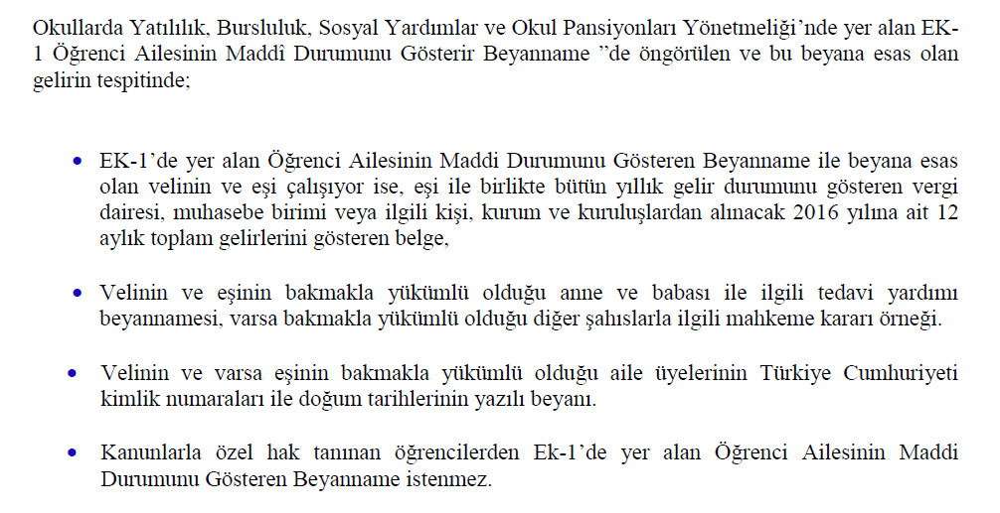 Okullarda Yatılılık, Bursluluk, Sosyal Yardımlar ve Okul Pansiyonları Yönetmeliği’nde yer alan EK-
1 Öğrenci Ailesinin Maddî Durumunu Gösterir Beyanname ”de öngörülen ve bu beyana esas olan
gelirin tespitinde;
• EK-1’de yer alan Öğrenci Ailesinin Maddi Durumunu Gösteren Beyanname ile beyana esas
olan velinin ve eşi çalışıyor ise, eşi ile birlikte bütün yıllık gelir durumunu gösteren vergi
dairesi, muhasebe birimi veya ilgili kişi, kurum ve kuruluşlardan alınacak 2016 yılına ait 12
aylık toplam gelirlerini gösteren belge,
• Velinin ve eşinin bakmakla yükümlü olduğu anne ve babası ile ilgili tedavi yardımı
beyannamesi, varsa bakmakla yükümlü olduğu diğer şahıslarla ilgili mahkeme kararı örneği.
• Velinin ve varsa eşinin bakmakla yükümlü olduğu aile üyelerinin Türkiye Cumhuriyeti
kimlik numaraları ile doğum tarihlerinin yazılı beyanı.
• Kanunlarla özel hak tanınan öğrencilerden Ek-1’de yer alan Öğrenci Ailesinin Maddi
Durumunu Gösteren Beyanname istenmez.